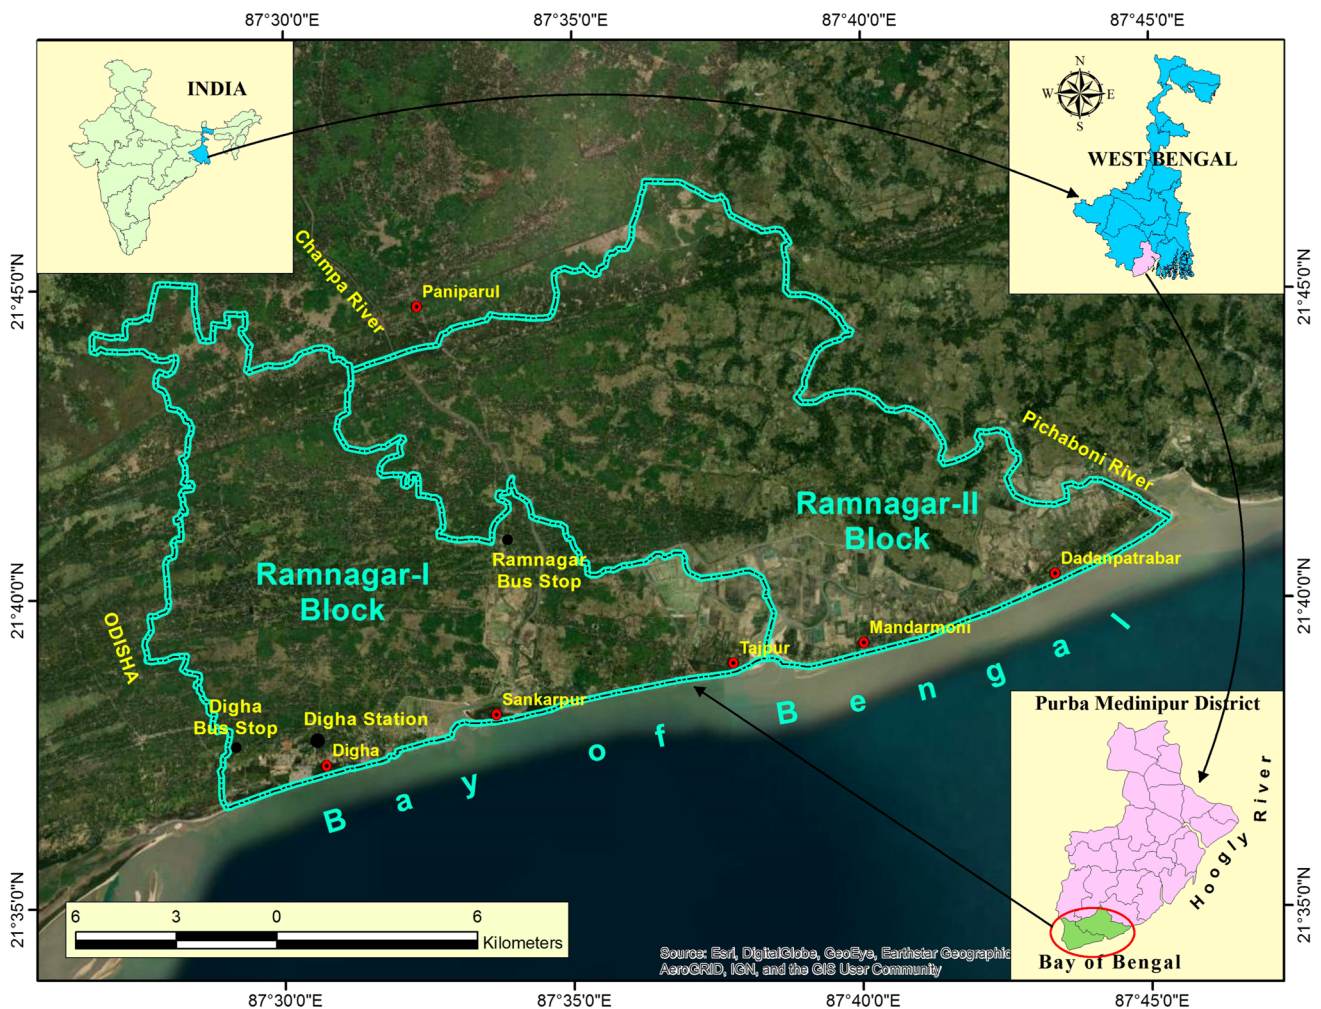 87°30'0"E
87°35'0"E
87°40'0"E
87°45'0"E
INDIA
N
W
E
S
WEST BENGAL
21°45'0"N
21°45'0"N
Champa River
Paniparul
Pichaboni River
Ramnagar-II
Block
Ramnagar
Bus Stop
Dadanpatrabar
Ramnagar-I
Block
21°40'0"N
21°40'0"N
ODISHA
Mandarmoni
Tajpur
Sankarpur
Digha
Bus Stop
Digha Station
Digha
Bay of Bengal
Purba Medinipur District
Hoogly River
Bay of Bengal
21°35'0"N
21°35'0"N
6 3 0 6
Kilometers
Source: Esri, DigitalGlobe, GeoEye, Earthstar Geographic
AeroGRID, IGN, and the GIS User Community
87°30'0"E
87°35'0"E
87°40'0"E
87°45'0"E